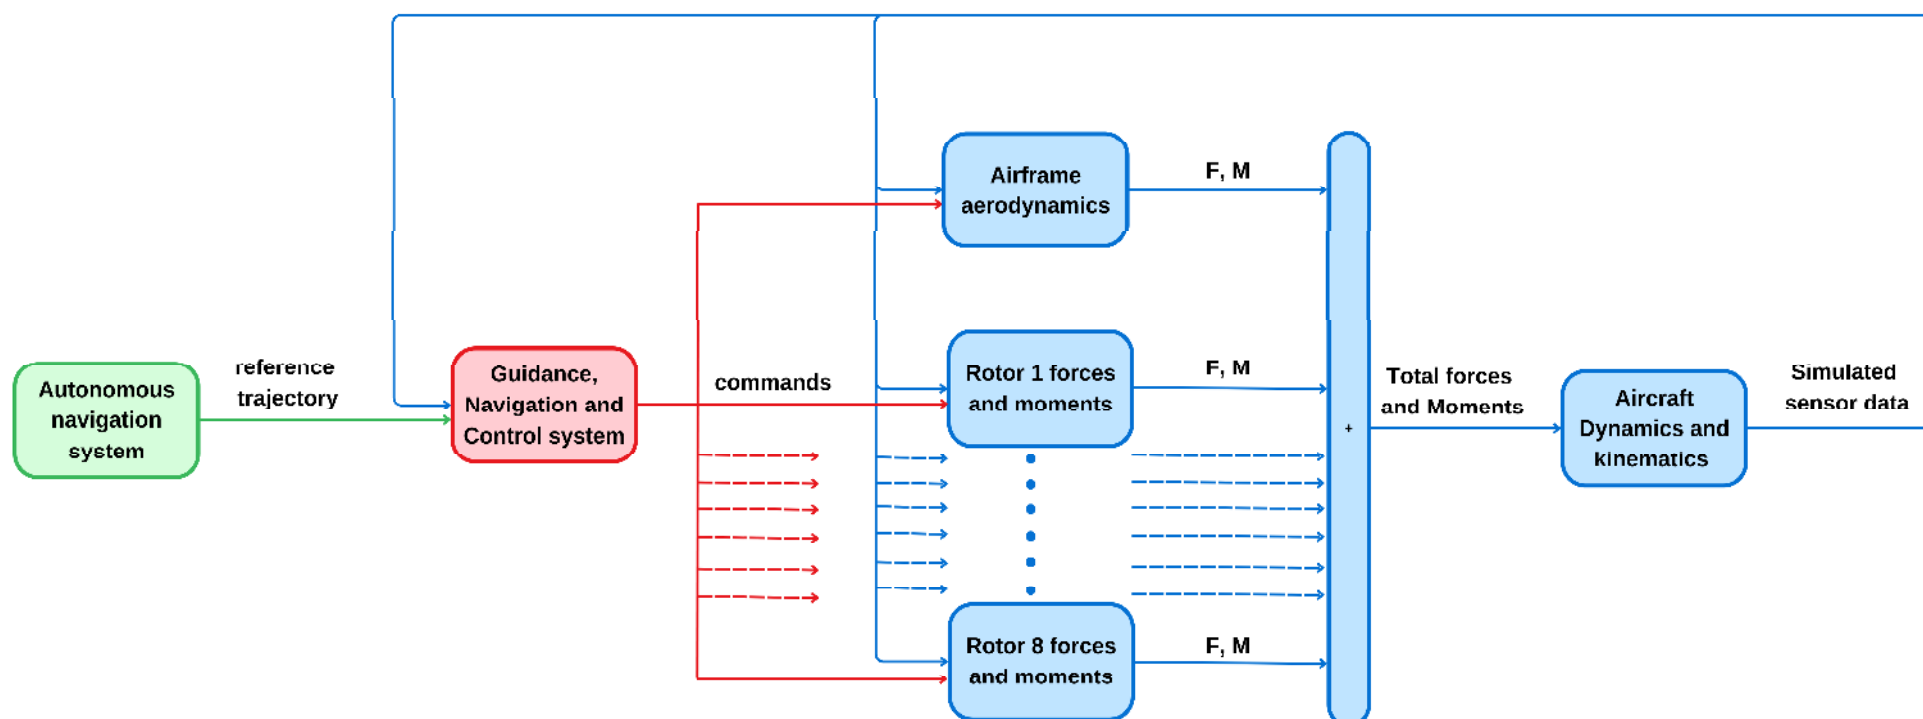 Autonomous
navigation
system
reference
trajectory
Guidance,
Navigation and
Control system
commands
Airframe
aerodynamics
F, M
Rotor 1 forces
and moments
F, M
Rotor 8 forces
and moments
F, M
+
Total forces
and Moments
Aircraft
Dynamics and
kinematics
Simulated
sensor data